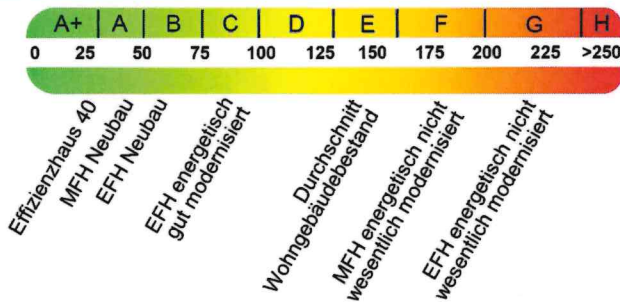 A+ A B C D E F G H
0 25 50 75 100 125 150 175 200 225 >250
Effizienzhaus 40
MFH Neubau
EFH Neubau
EFH energetisch
gut modernisiert
Durchschnitt
Wohngebäudebestand
MFH energetisch nicht
wesentlich modernisiert
EFH energetisch nicht
wesentlich modernisiert